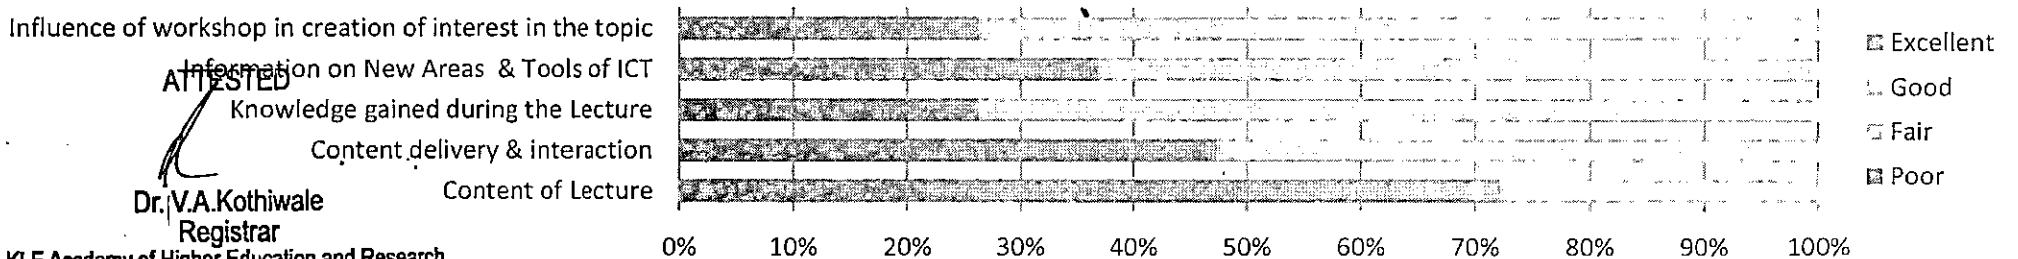 Influence of workshop in creation of interest in the topic
Information on New Areas & Tools of ICT
ATTESTED
Knowledge gained during the Lecture
Content delivery & interaction
Content of Lecture
Dr. V.A.Kothiwale
Registrar
KLE Academy of Higher Education and Research
0% 10% 20% 30% 40% 50% 60% 70% 80% 90% 100%
Excellent
Good
Fair
Poor